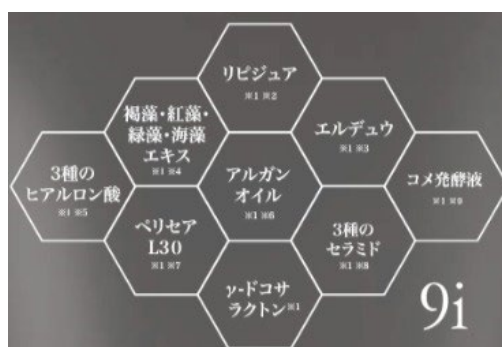 リピジュア
※1 ※2
褐藻・紅藻・
緑藻・海藻
エキス
※1 ※4
エルデュウ
※1 ※3
3種の
ヒアルロン酸
※1 ※5
アルガン
オイル
※1 ※6
コメ発酵液
※1 ※9
ペリセア
L30
※1 ※7
3種の
セラミド
※1 ※8
γ-ドコサ
ラクトン※1
9i